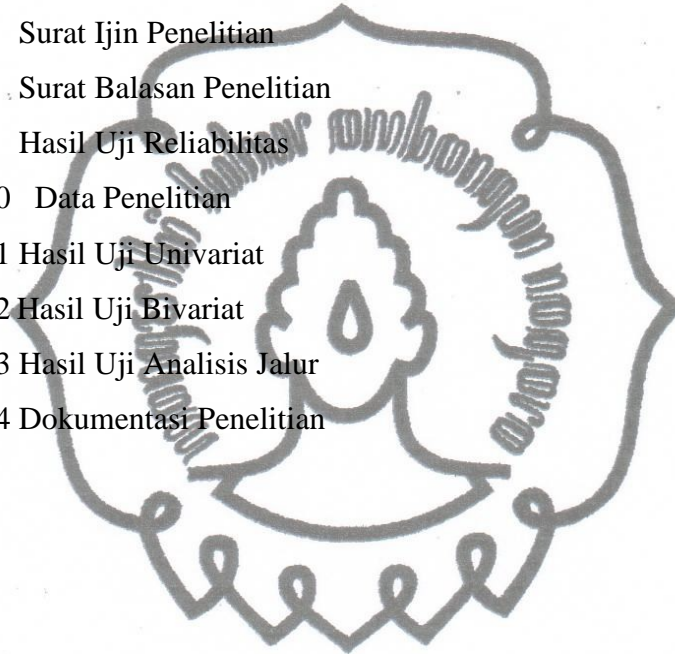 Surat Ijin Penelitian
Surat Balasan Penelitian
Hasil Uji Reliabilitas
0 Data Penelitian
1 Hasil Uji Univariat
2 Hasil Uji Bivariat
3 Hasil Uji Analisis Jalur
4 Dokumentasi Penelitian